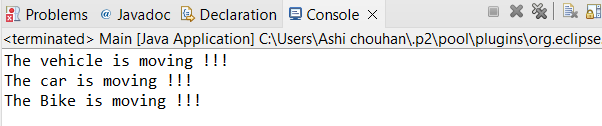 Problems @ Javadoc Declaration Console
<terminated> Main [Java Application] C:\Users\Ashi chouhan\.p2\pool\plugins\org.eclipse
The vehicle is moving !!!
The car is moving !!!
The Bike is moving !!!